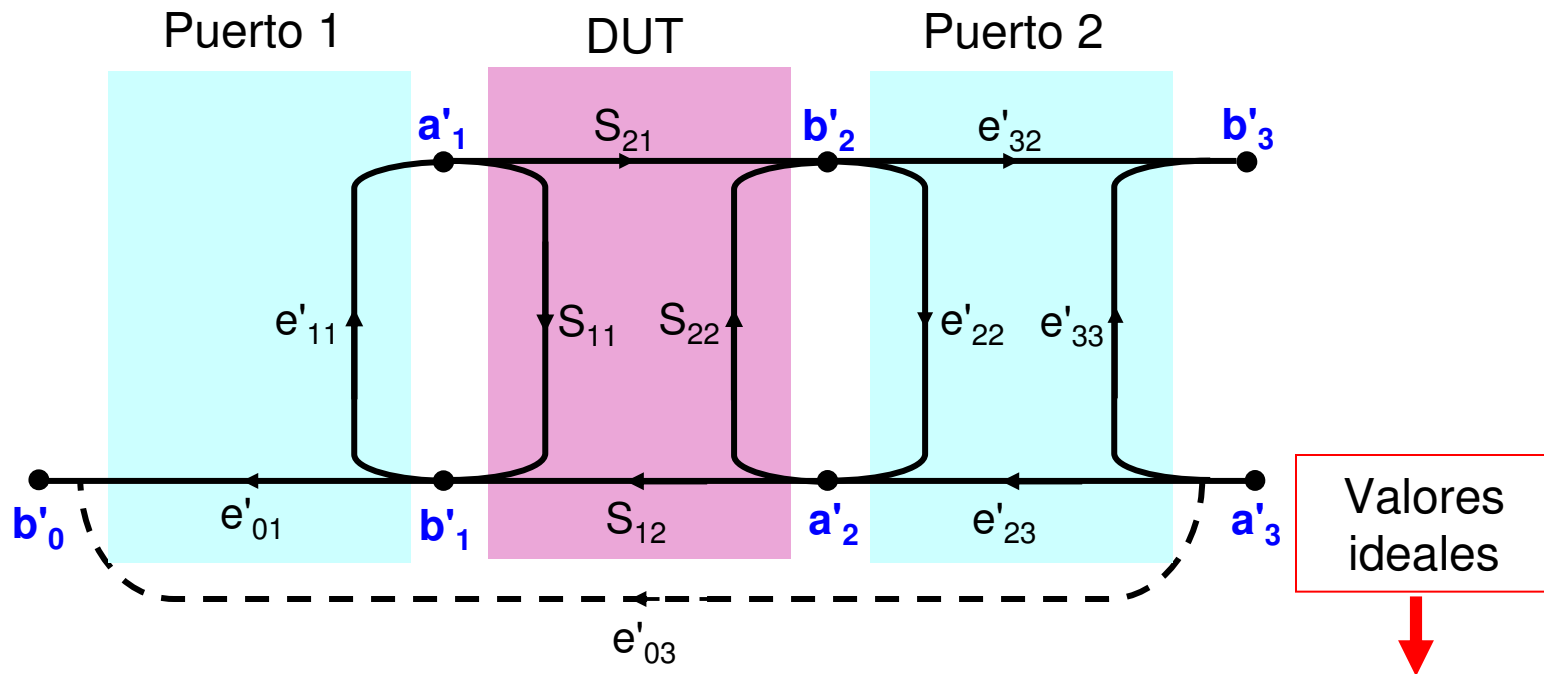 Puerto 1
DUT
Puerto 2
a'₁
S₂₁
b'₂
e'₃₂
b'₃
e'₁₁
S₁₁
S₂₂
e'₂₂
e'₃₃
b'₀
e'₀₁
b'₁
S₁₂
a'₂
e'₂₃
a'₃
Valores
ideales
e'₀₃